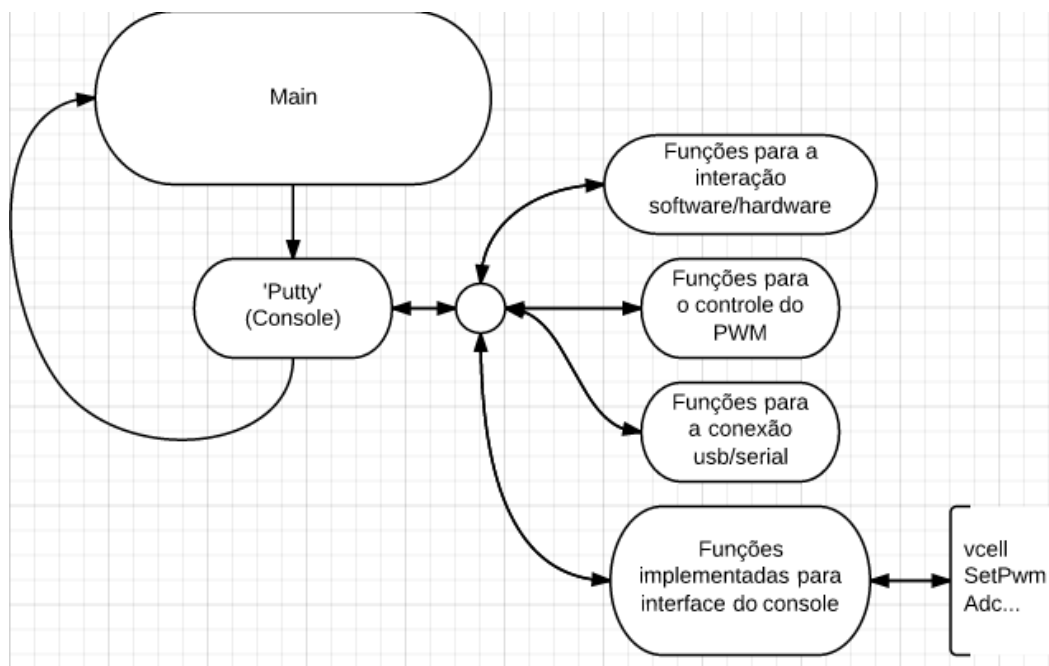 Main
Funções para a
interação
software/hardware
'Putty'
(Console)
Funções para
o controle do
PWM
Funções para
a conexão
usb/serial
Funções
implementadas para
interface do console
vcell
SetPwm
Adc...